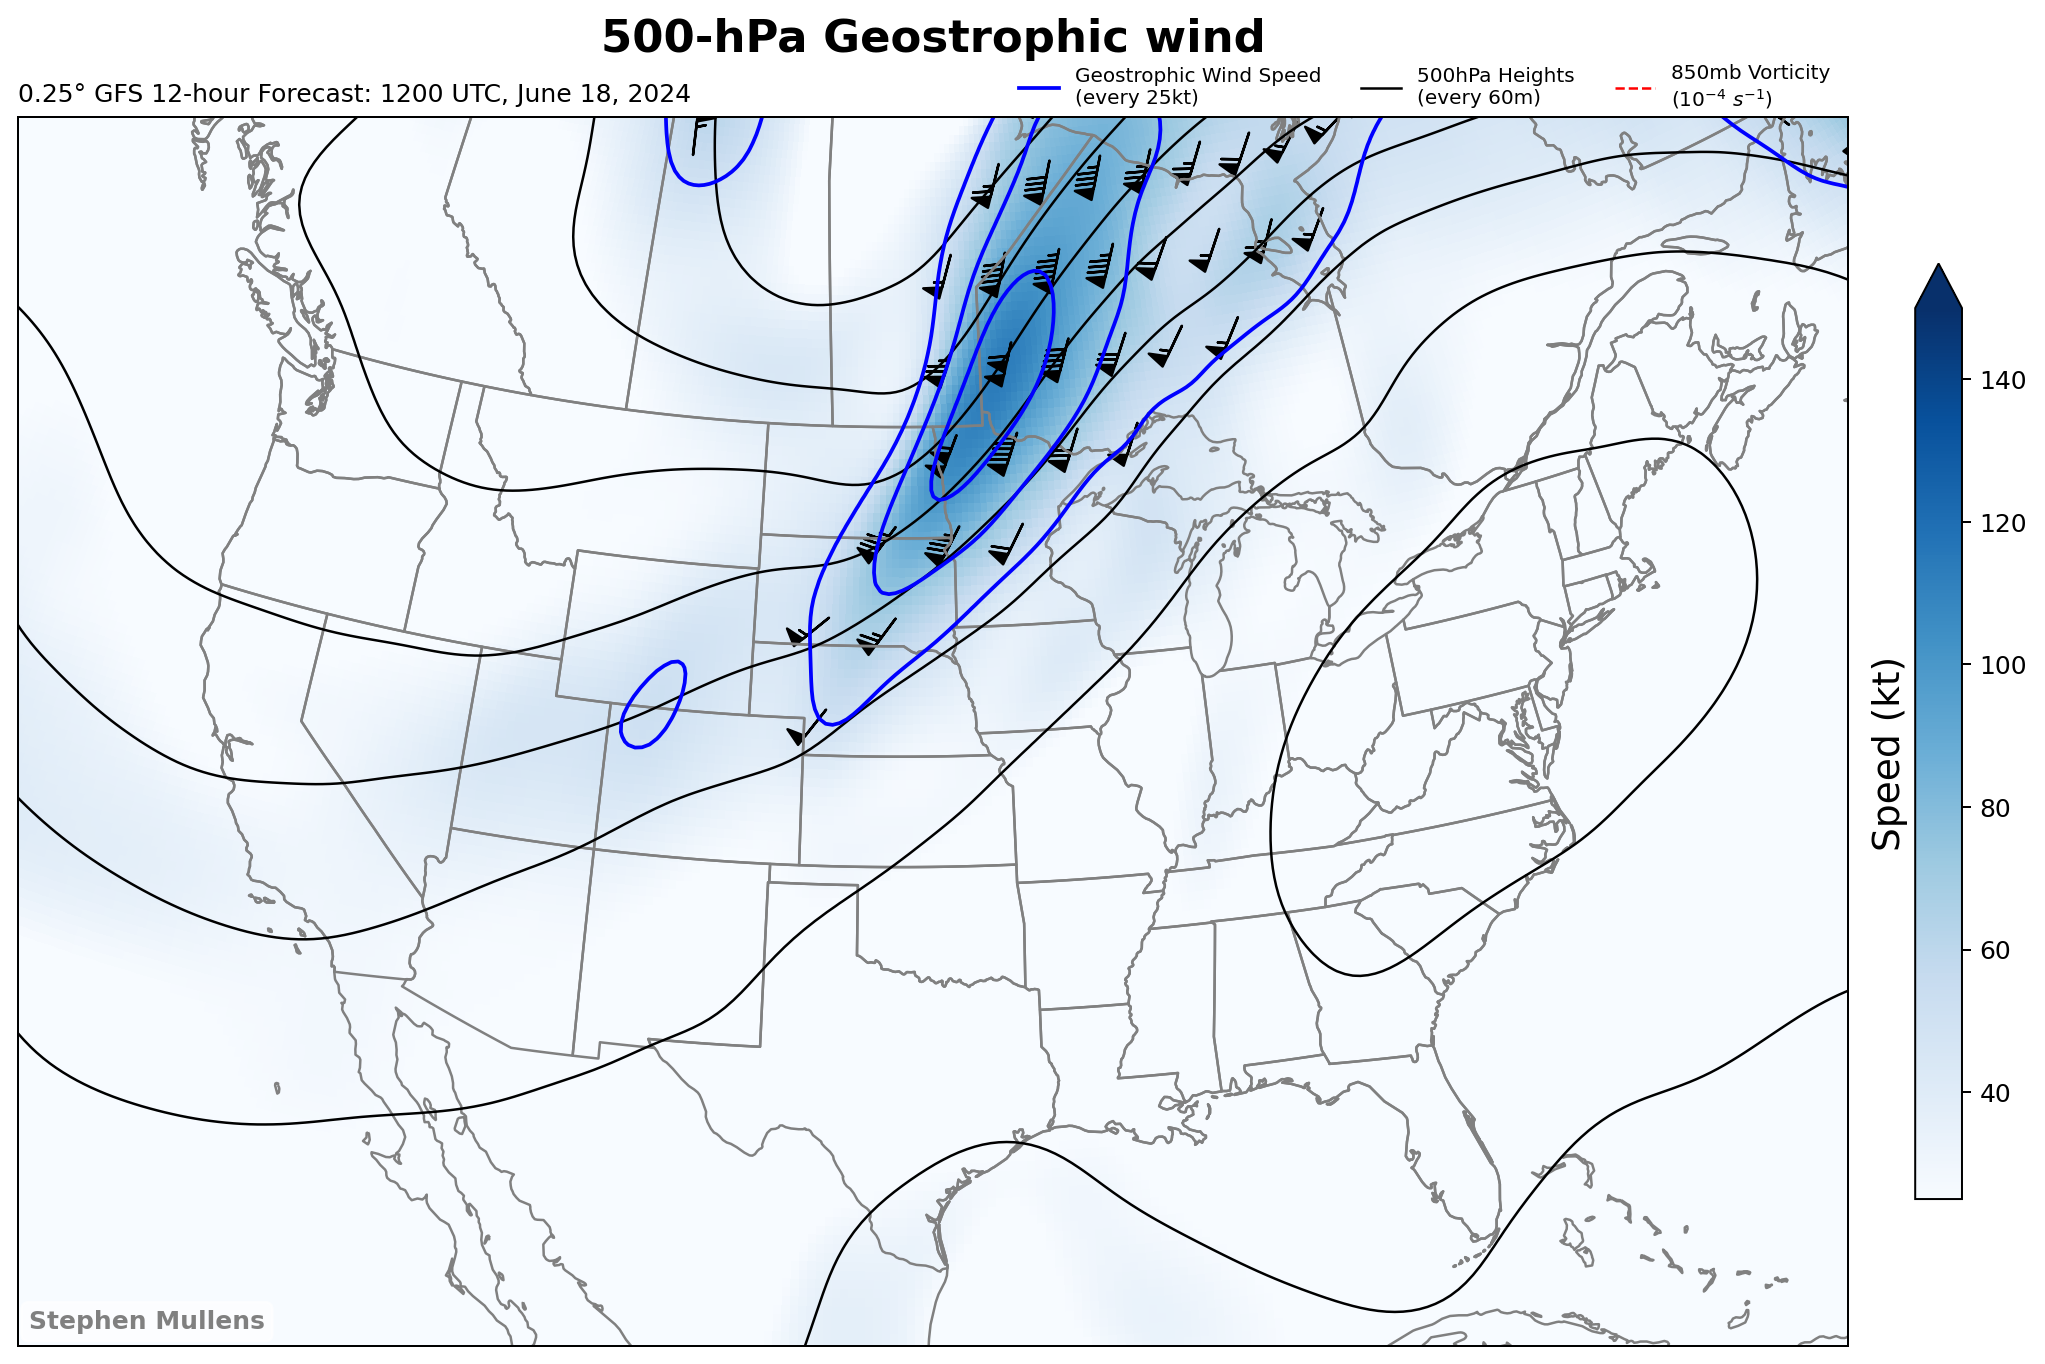 500-hPa Geostrophic wind
0.25° GFS 12-hour Forecast: 1200 UTC, June 18, 2024
Geostrophic Wind Speed
(every 25kt)
500hPa Heights
(every 60m)
850mb Vorticity
(10⁻⁴ s⁻¹)
140
120
100
80
60
40
Speed (kt)
Stephen Mullens